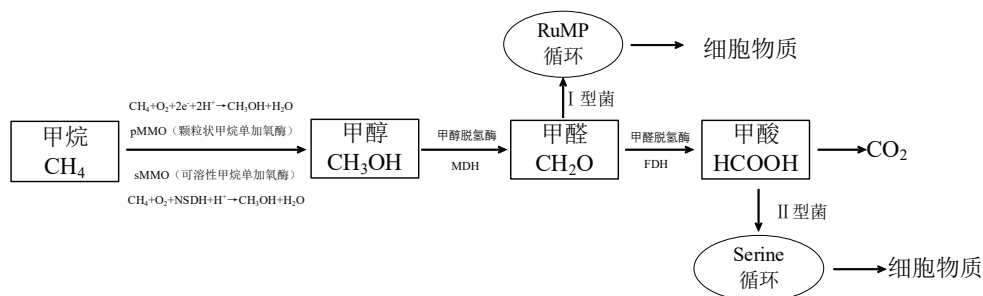 RuMP
循环
细胞物质
Ⅰ型菌
CH₄+O₂+2e⁻+2H⁺→CH₃OH+H₂O
pMMO（颗粒状甲烷单加氧酶）
甲烷
CH₄
sMMO（可溶性甲烷单加氧酶）
CH₄+O₂+NSDH+H⁺→CH₃OH+H₂O
甲醇
CH₃OH
甲醇脱氢酶
MDH
甲醛
CH₂O
甲醛脱氢酶
FDH
甲酸
HCOOH
CO₂
Ⅱ型菌
Serine
循环
细胞物质